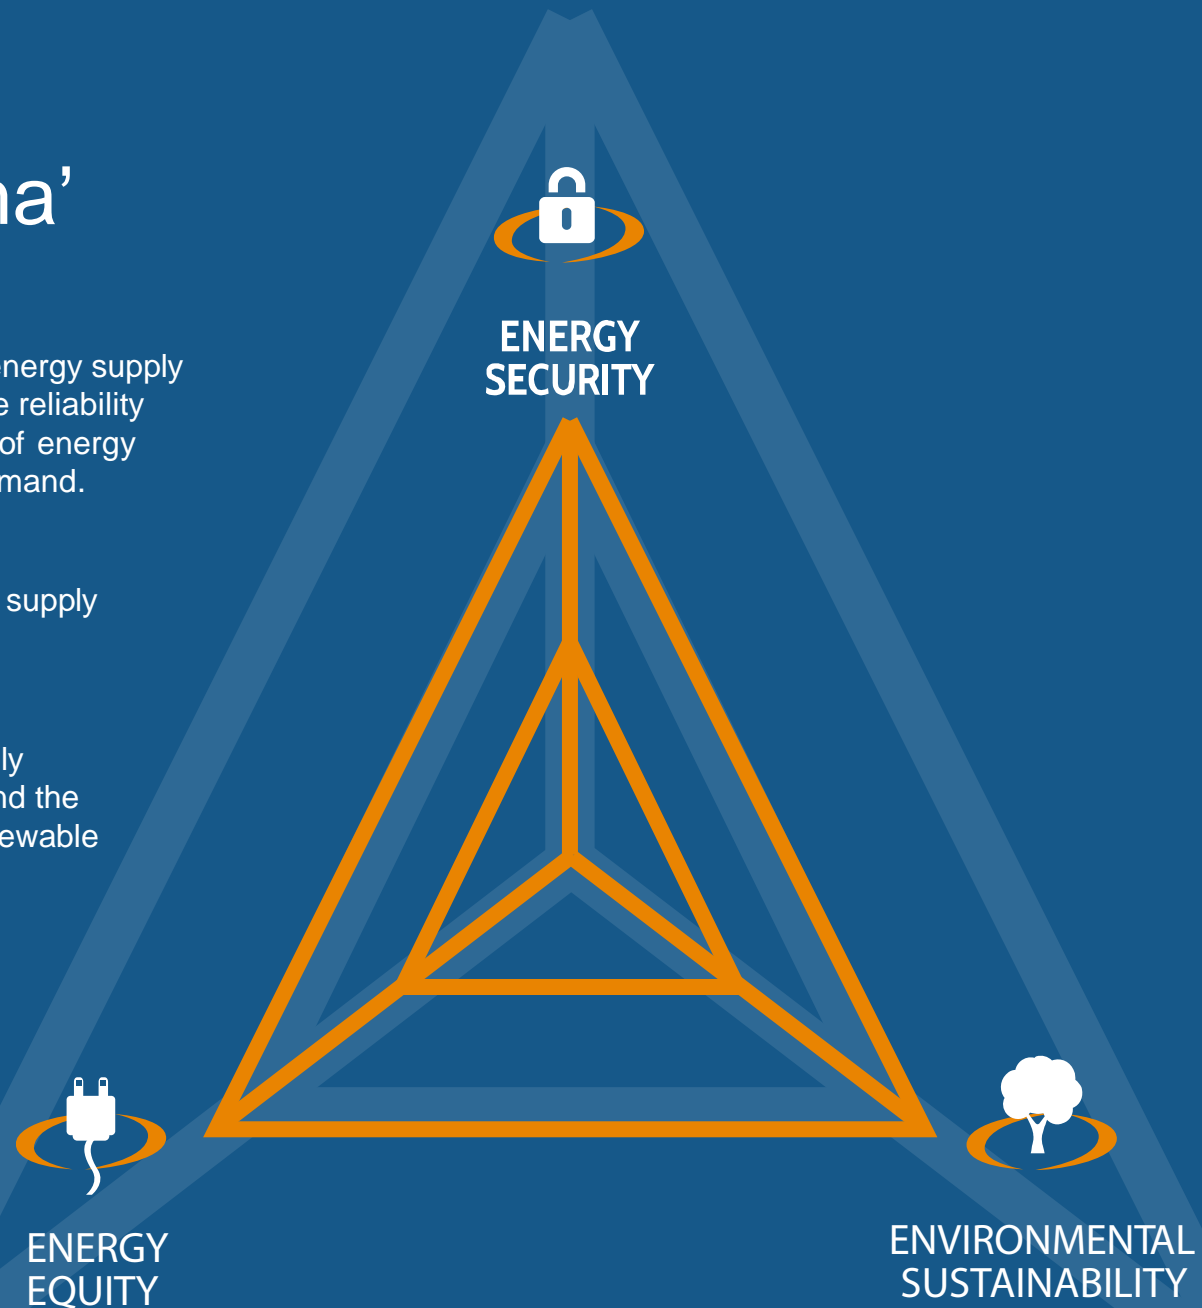 na’
energy supply
e reliability
of energy
mand.
supply
ly
nd the
ewable
ENERGY
SECURITY
ENERGY
EQUITY
ENVIRONMENTAL
SUSTAINABILITY